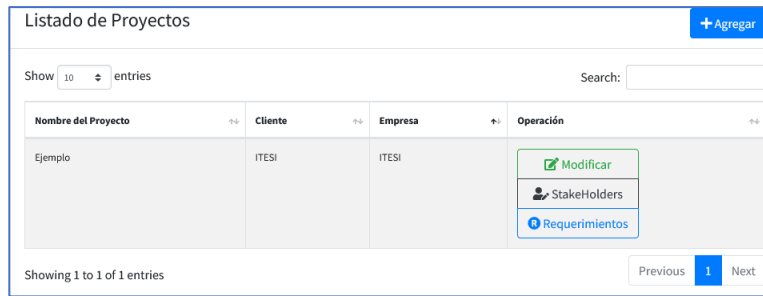 Listado de Proyectos
Agregar
Show 10 entries
Search:
Nombre del Proyecto Cliente Empresa Operación
Ejemplo ITESI ITESI Modificar
StakeHolders
R Requerimientos
Showing 1 to 1 of 1 entries
Previous 1 Next